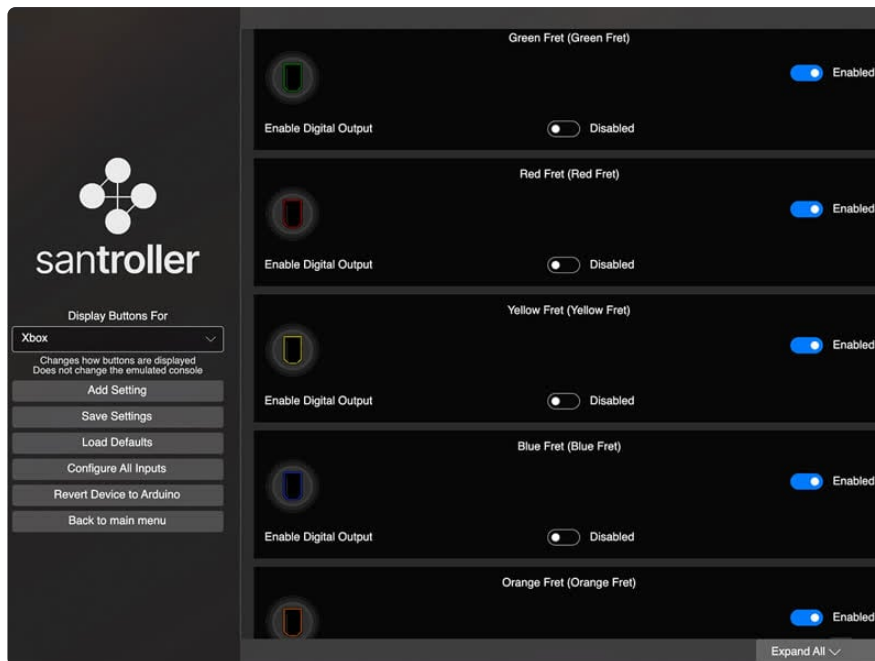 santroller
Display Buttons For
Xbox
Changes how buttons are displayed
Does not change the emulated console
Add Setting
Save Settings
Load Defaults
Configure All Inputs
Revert Device to Arduino
Back to main menu
Green Fret (Green Fret)
Enabled
Enable Digital Output
Disabled
Red Fret (Red Fret)
Enabled
Enable Digital Output
Disabled
Yellow Fret (Yellow Fret)
Enabled
Enable Digital Output
Disabled
Blue Fret (Blue Fret)
Enabled
Enable Digital Output
Disabled
Orange Fret (Orange Fret)
Enabled
Expand All